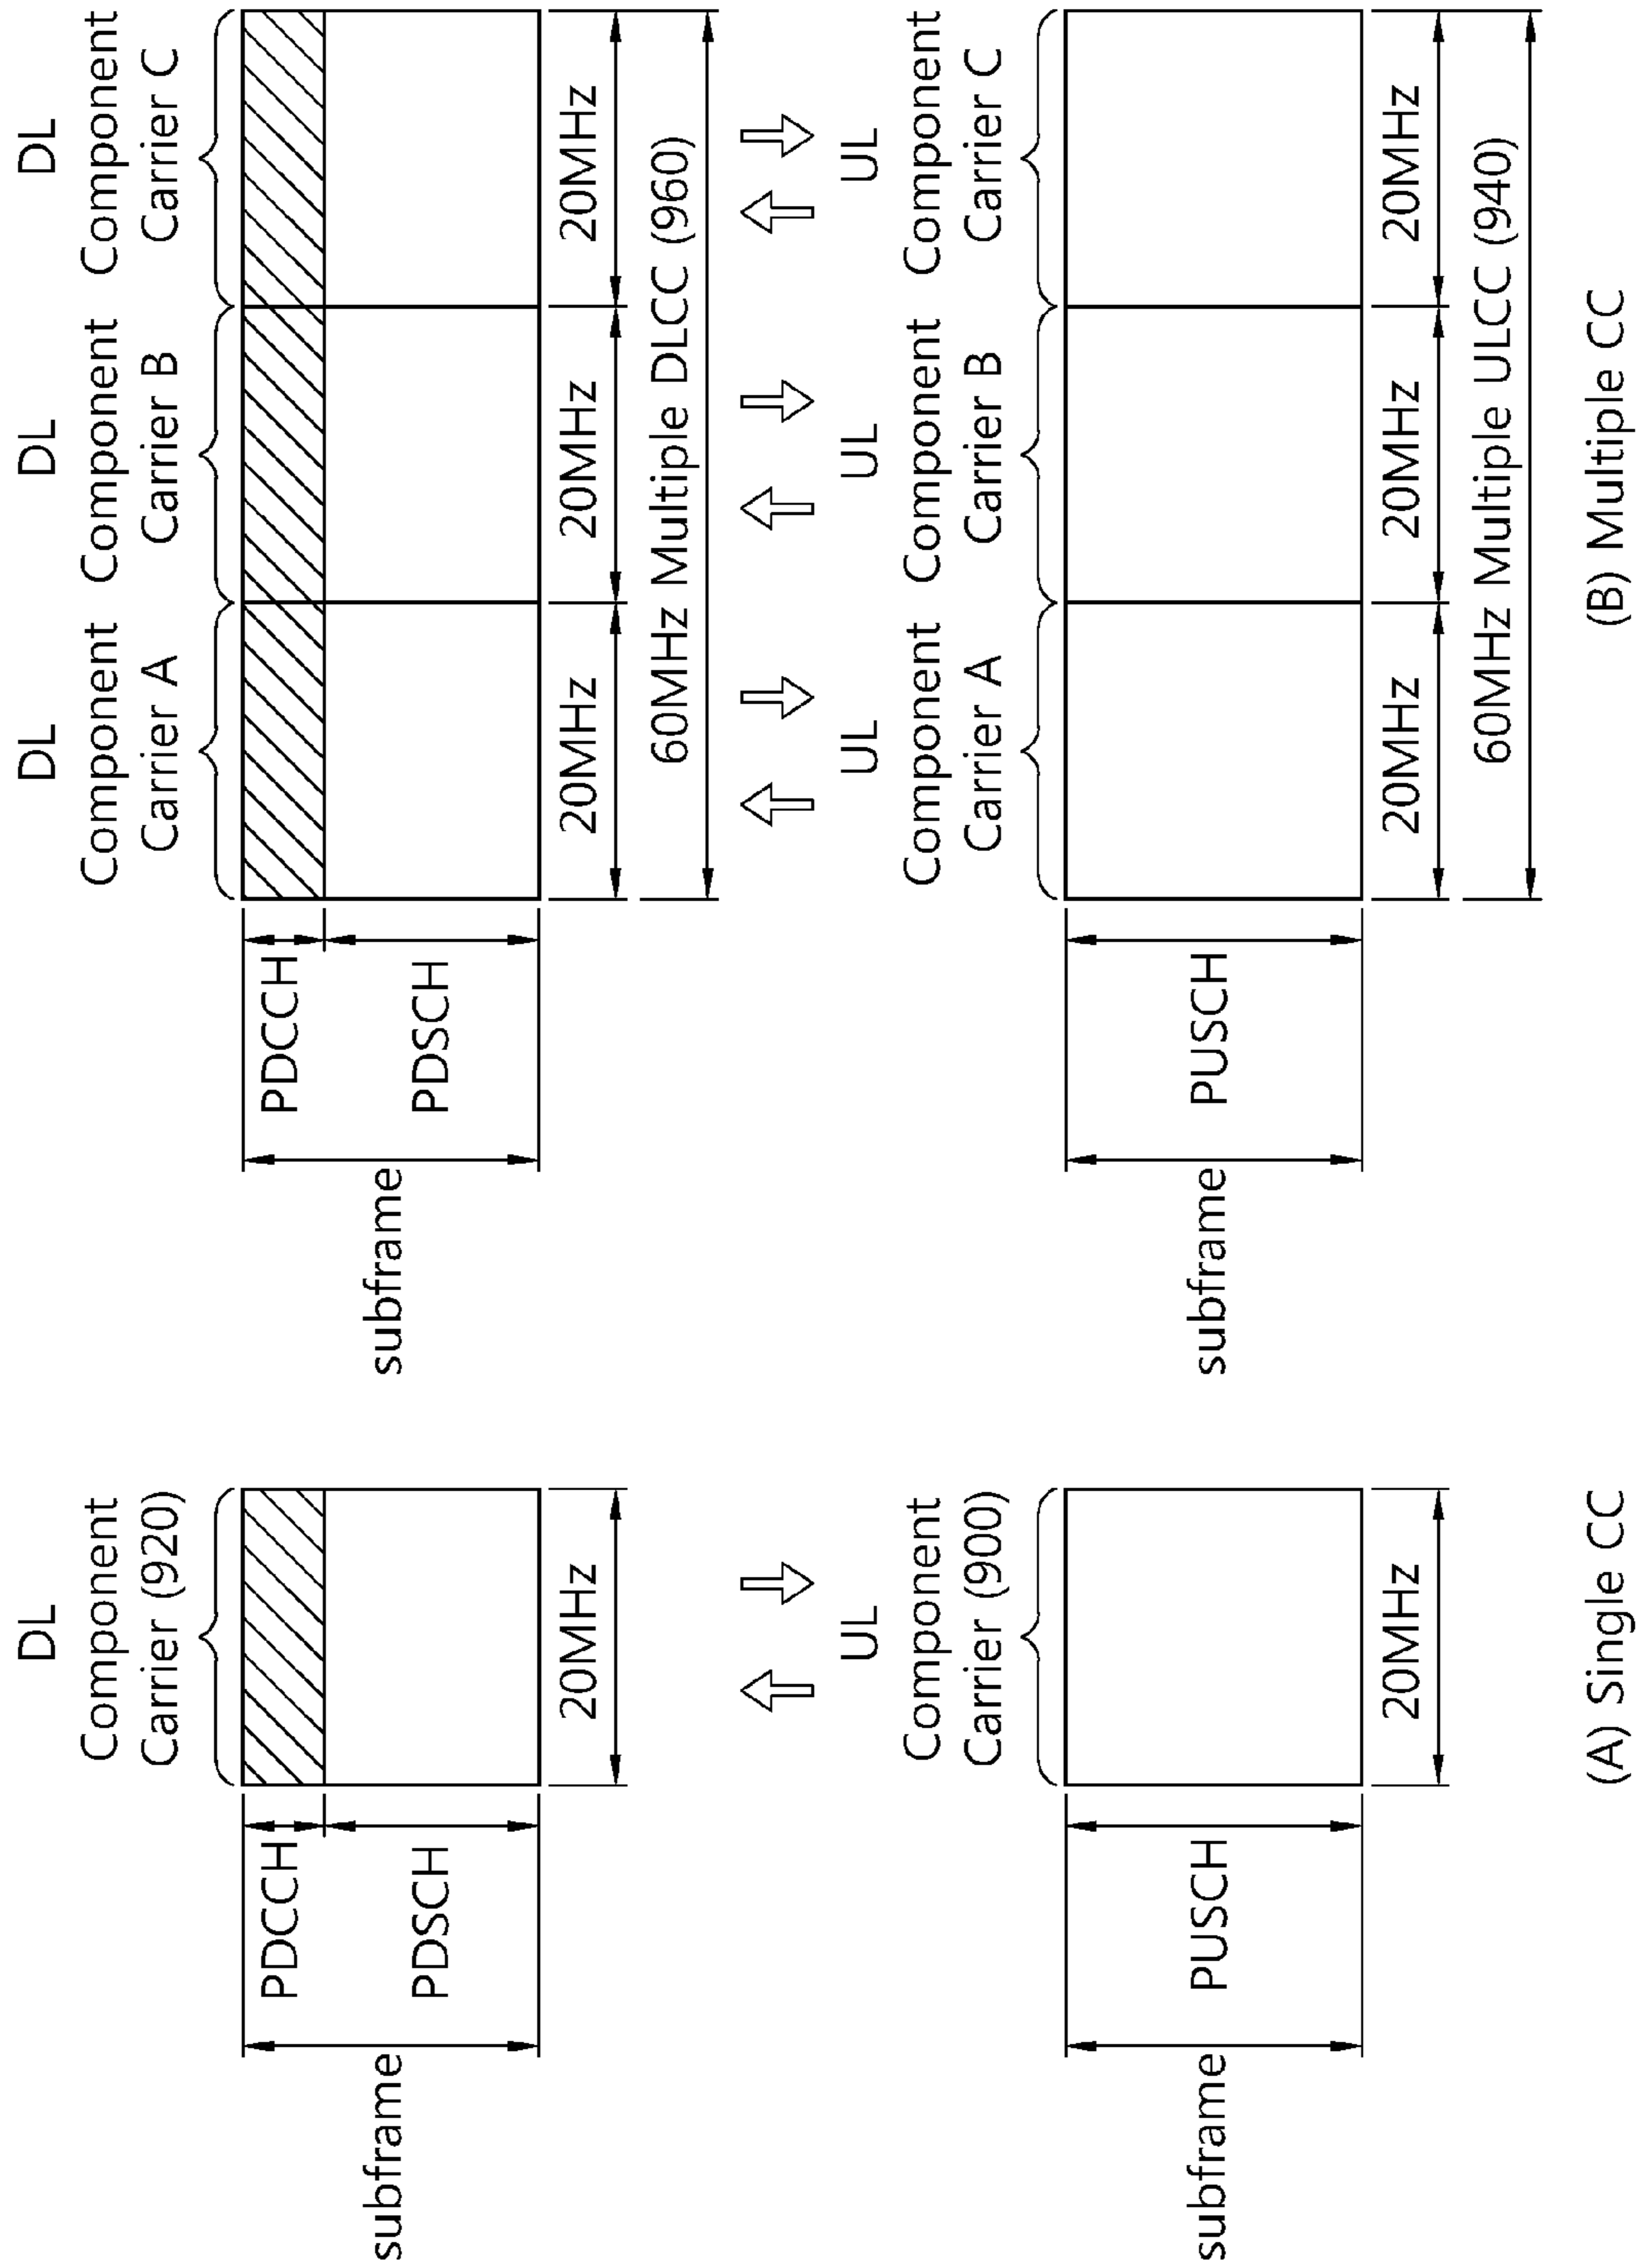 DL
Component
Carrier (920)
PDCCH
PDSCH
subframe
20MHz
UL
Component
Carrier (900)
PUSCH
subframe
20MHz
(A) Single CC
DL
Component
Carrier A
DL
Component
Carrier B
DL
Component
Carrier C
PDCCH
PDSCH
subframe
20MHz
20MHz
20MHz
60MHz Multiple DLCC (960)
UL
Component
Carrier A
UL
Component
Carrier B
UL
Component
Carrier C
PUSCH
subframe
20MHz
20MHz
20MHz
60MHz Multiple ULCC (940)
(B) Multiple CC